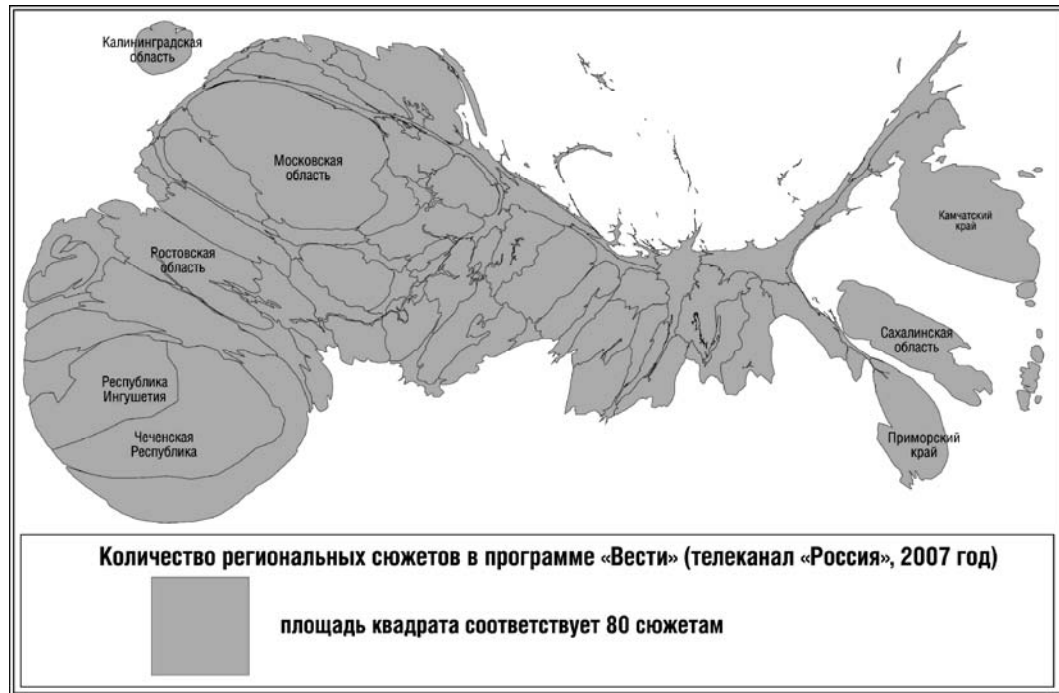 Калининградская
область
Московская
область
Камчатский
край
Ростовская
область
Сахалинская
область
Республика
Ингушетия
Чеченская
Республика
Приморский
край
Количество региональных сюжетов в программе «Вести» (телеканал «Россия», 2007 год)
площадь квадрата соответствует 80 сюжетам